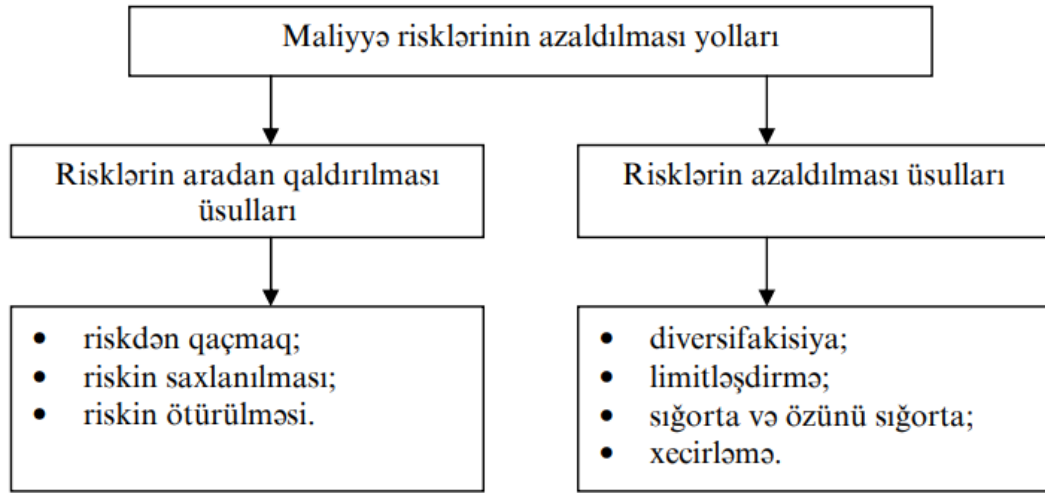 Maliyyə risklərinin azaldılması yolları
Risklərin aradan qaldırılması
üsulları
Risklərin azaldılması üsulları
• riskdən qaçmaq;
• riskin saxlanılması;
• riskin ötürülməsi.
• diversifakisiya;
• limitləşdirmə;
• sığorta və özünü sığorta;
• xecirləmə.